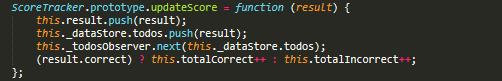 ScoreTracker.prototype.updateScore = function (result) {
    this.result.push(result);
    this._dataStore.todos.push(result);
    this._todosObserver.next(this._dataStore.todos);
    (result.correct) ? this.totalCorrect++ : this.totalIncorrect++;
};